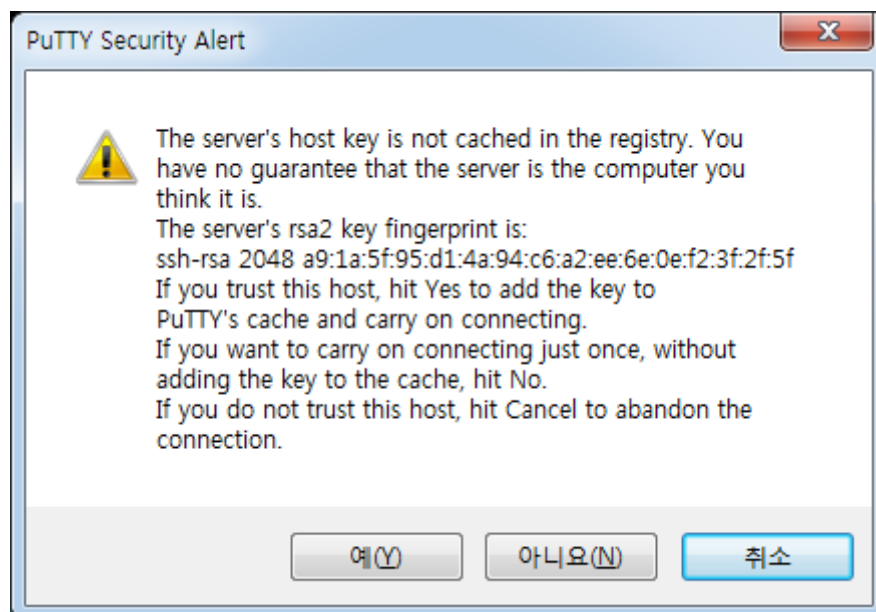 PuTTY Security Alert
The server's host key is not cached in the registry. You
have no guarantee that the server is the computer you
think it is.
The server's rsa2 key fingerprint is:
ssh-rsa 2048 a9:1a:5f:95:d1:4a:94:c6:a2:ee:6e:0e:f2:3f:2f:5f
If you trust this host, hit Yes to add the key to
PuTTY's cache and carry on connecting.
If you want to carry on connecting just once, without
adding the key to the cache, hit No.
If you do not trust this host, hit Cancel to abandon the
connection.
예(Y) 아니요(N) 취소